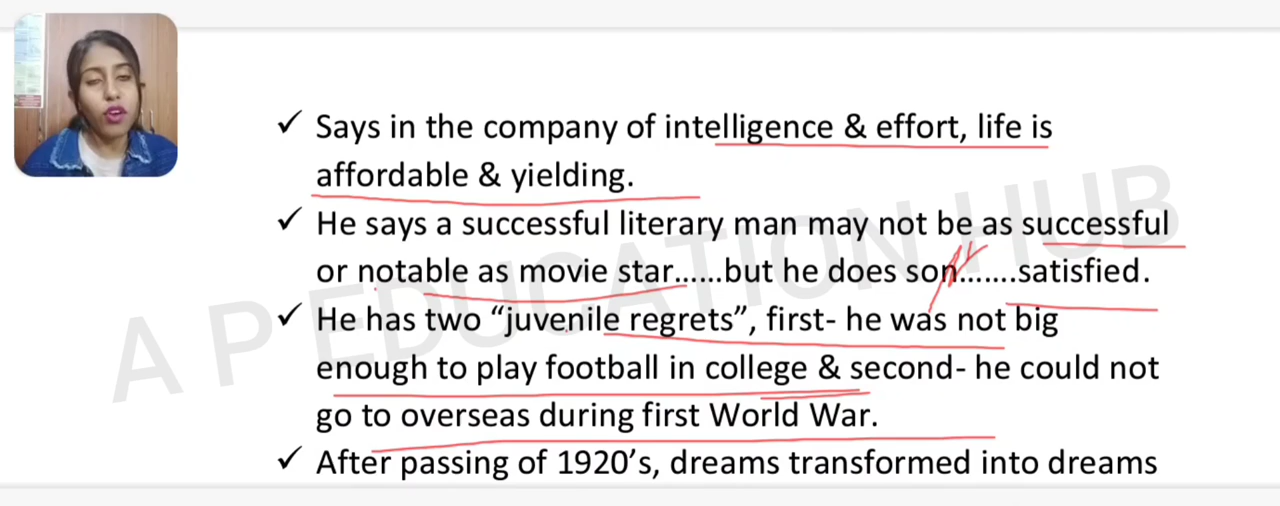 ✓ Says in the company of intelligence & effort, life is
affordable & yielding.
✓ He says a successful literary man may not be as successful
or notable as movie star......but he does son.......satisfied.
✓ He has two “juvenile regrets”, first- he was not big
enough to play football in college & second- he could not
go to overseas during first World War.
✓ After passing of 1920’s, dreams transformed into dreams
A P EDUCATION HUB